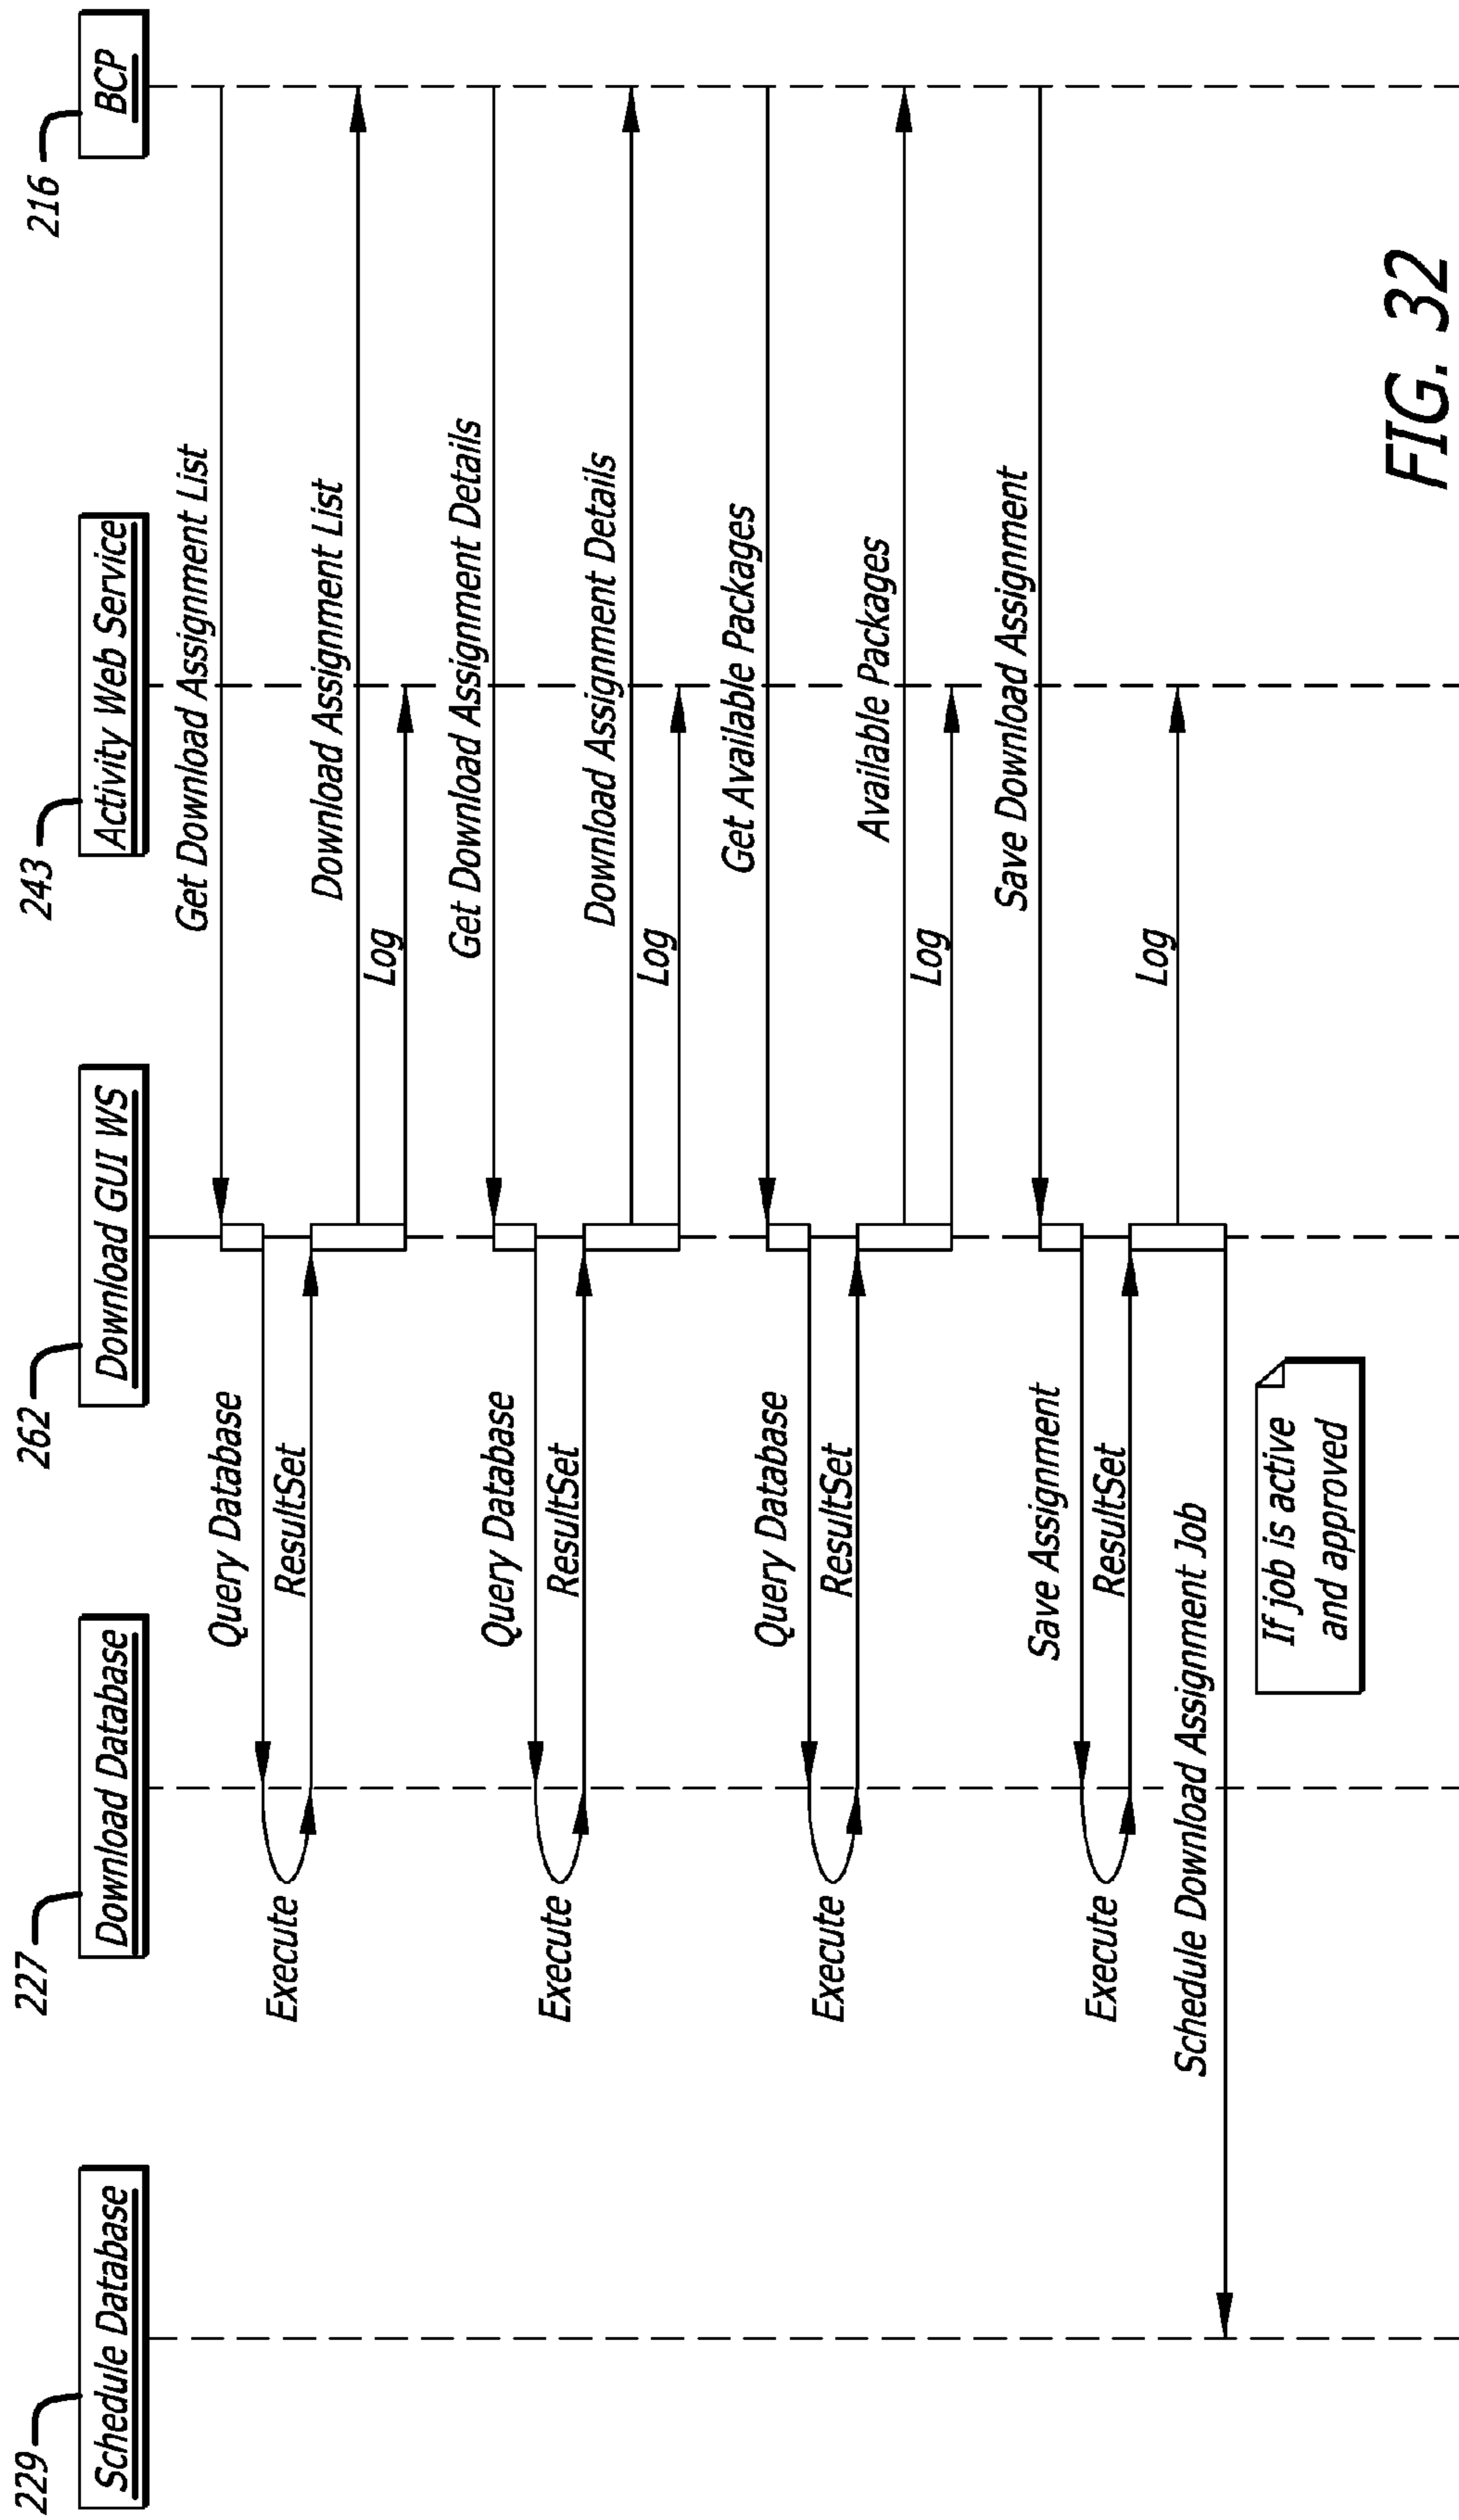 229
227
262
243
216
Schedule Database
Download Database
Download GUI WS
Activity Web Service
BCP
Get Download Assignment List
Query Database
Execute
ResultSet
Download Assignment List
Log
Get Download Assignment Details
Query Database
Execute
ResultSet
Download Assignment Details
Log
Get Available Packages
Query Database
Execute
ResultSet
Available Packages
Log
Save Download Assignment
Save Assignment
Execute
ResultSet
Log
Schedule Download Assignment Job
If job is active
and approved
FIG. 32